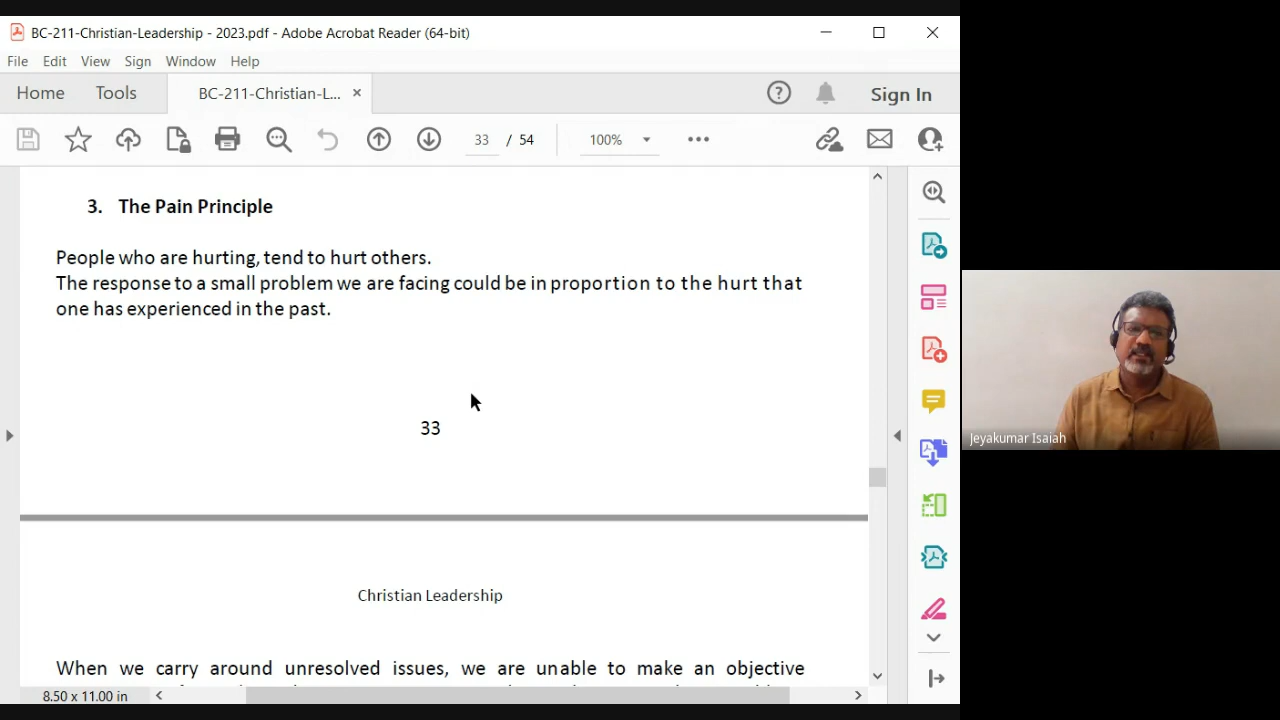 BC-211-Christian-Leadership - 2023.pdf - Adobe Acrobat Reader (64-bit)
File Edit View Sign Window Help
Home Tools BC-211-Christian-L... × Sign In
33 / 54 100%
3. The Pain Principle
People who are hurting, tend to hurt others.
The response to a small problem we are facing could be in proportion to the hurt that
one has experienced in the past.
33
Christian Leadership
When we carry around unresolved issues, we are unable to make an objective
8.50 x 11.00 in
Jeyakumar Isaiah